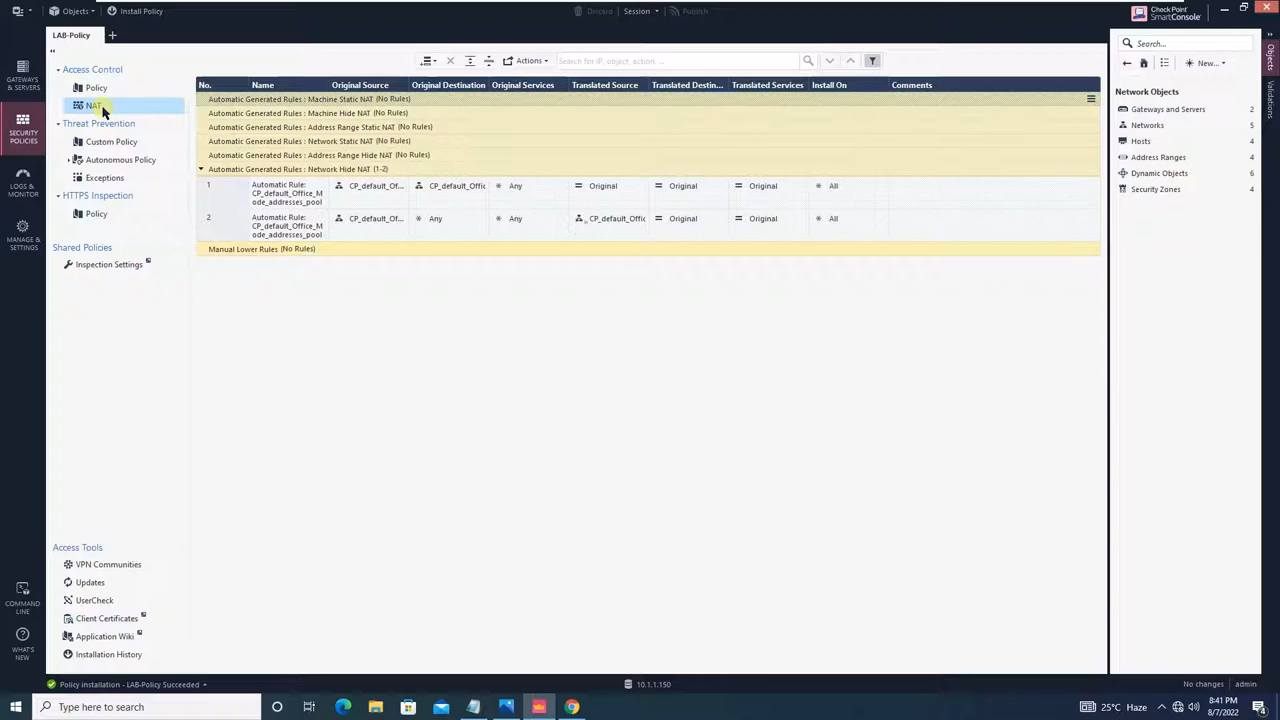 Objects
Install Policy
Discard
Session
Publish
CHECK POINT
SmartConsole
LAB-Policy
GATEWAYS
& SERVERS
SECURITY
POLICIES
LOGS &
MONITOR
MANAGE &
SETTINGS
COMMAND
LINE
WHAT'S
NEW
Access Control
Policy
NAT
Threat Prevention
Custom Policy
Autonomous Policy
Exceptions
HTTPS Inspection
Policy
Shared Policies
Inspection Settings
Access Tools
VPN Communities
Updates
UserCheck
Client Certificates
Application Wiki
Installation History
Actions
Search for IP, object, action, ...
No. Name Original Source Original Destination Original Services Translated Source Translated Destin... Translated Services Install On Comments
Automatic Generated Rules : Machine Static NAT (No Rules)
Automatic Generated Rules : Machine Hide NAT (No Rules)
Automatic Generated Rules : Address Range Static NAT (No Rules)
Automatic Generated Rules : Network Static NAT (No Rules)
Automatic Generated Rules : Address Range Hide NAT (No Rules)
Automatic Generated Rules : Network Hide NAT (1-2)
1 Automatic Rule: CP_default_Of... CP_default_Offic Any Original Original Original All
CP_default_Office_M
ode_addresses_pool
2 Automatic Rule: CP_default_Of... Any Any CP_default_Offic Original Original All
CP_default_Office_M
ode_addresses_pool
Manual Lower Rules (No Rules)
Search...
New...
Network Objects
Gateways and Servers 2
Networks 5
Hosts 4
Address Ranges 4
Dynamic Objects 6
Security Zones 4
Objects
Validations
Policy installation - LAB-Policy Succeeded
10.1.1.150
No changes
admin
Type here to search
25°C Haze
8:41 PM
8/7/2022
4